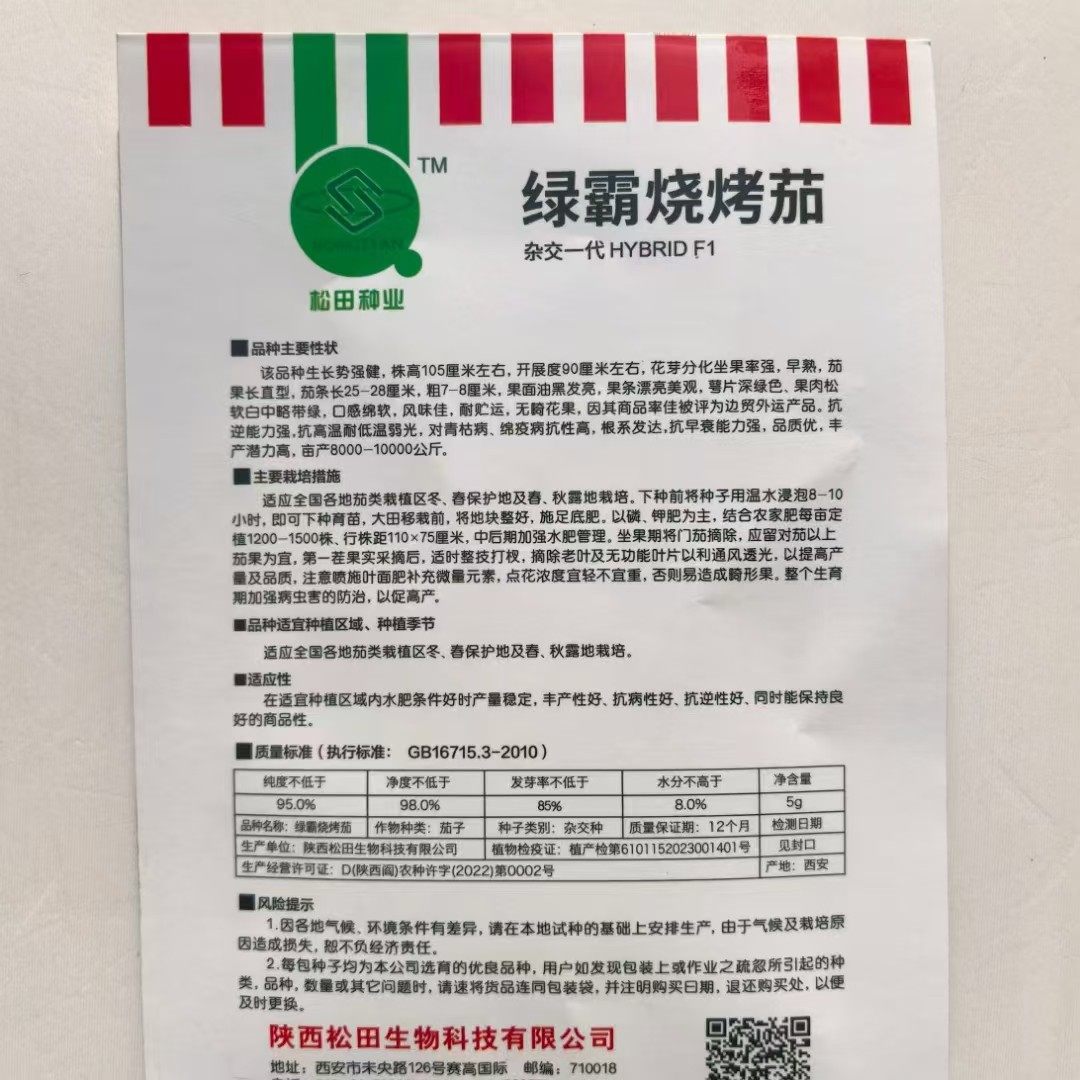 TM
绿霸烧烤茄
杂交一代 HYBRID F1
松田种业
■品种主要性状
该品种生长势强健，株高105厘米左右，开展度90厘米左右，花芽分化坐果率强，早熟，茄
果长直型，茄条长25-28厘米，粗7-8厘米，果面油黑发亮，果条漂亮美观，萼片深绿色、果肉松
软白中略带绿，口感绵软，风味佳，耐贮运，无畸花果，因其商品率佳被评为边贸外运产品。抗
逆能力强，抗高温耐低温弱光，对青枯病、绵疫病抗性高，根系发达，抗早衰能力强，品质优，丰
产潜力高，亩产8000-10000公斤。
■主要栽培措施
适应全国各地茄类栽植区冬、春保护地及春、秋露地栽培。下种前将种子用温水浸泡8-10
小时，即可下种育苗，大田移栽前，将地块整好，施足底肥。以磷、钾肥为主，结合农家肥每亩定
植1200-1500株、行株距110×75厘米，中后期加强水肥管理。坐果期将门茄摘除，应留对茄以上
茄果为宜，第一茬果实采摘后，适时整技打杈，摘除老叶及无功能叶片以利通风透光，以提高产
量及品质，注意喷施叶面肥补充微量元素，点花浓度宜轻不宜重，否则易造成畸形果。整个生育
期加强病虫害的防治，以促高产。
■品种适宜种植区域、种植季节
适应全国各地茄类栽植区冬、春保护地及春、秋露地栽培。
■适应性
在适宜种植区域内水肥条件好时产量稳定，丰产性好、抗病性好、抗逆性好、同时能保持良
好的商品性。
■质量标准（执行标准： GB16715.3-2010）
纯度不低于 净度不低于 发芽率不低于 水分不高于 净含量
95.0% 98.0% 85% 8.0% 5g
品种名称：绿霸烧烤茄 作物种类：茄子 种子类别：杂交种 质量保证期：12个月 检测日期
生产单位：陕西松田生物科技有限公司 植物检疫证：植产检第6101152023001401号 见封口
生产经营许可证：D(陕西阎)农种许字(2022)第0002号 产地：西安
■风险提示
1.因各地气候、环境条件有差异，请在本地试种的基础上安排生产，由于气候及栽培原
因造成损失，恕不负经济责任。
2.每包种子均为本公司选育的优良品种，用户如发现包装上或作业之疏忽所引起的种
类，品种，数量或其它问题时，请速将货品连同包装袋，并注明购买日期，退还购买处，以便
及时更换。
陕西松田生物科技有限公司
地址：西安市未央路126号赛高国际 邮编：710018